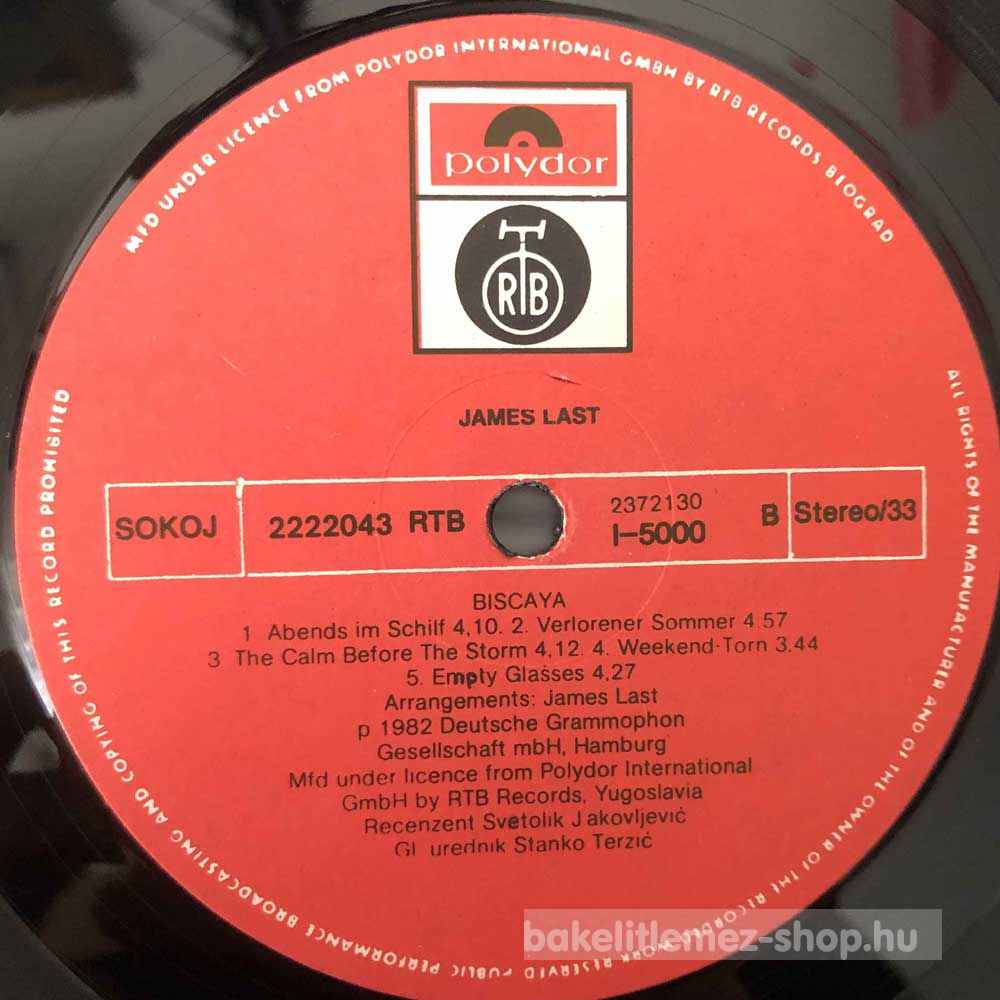 MFD UNDER LICENCE FROM POLYDOR INTERNATIONAL GMBH BY RTB RECORDS BEOGRAD
polydor
RTB
JAMES LAST
SOKOJ
2222043 RTB
2372130
I-5000
B
Stereo/33
BISCAYA
1 Abends im Schilf 4,10. 2. Verlorener Sommer 4.57
3 The Calm Before The Storm 4,12 4. Weekend-Torn 3.44
5. Empty Glasses 4,27
Arrangements: James Last
p 1982 Deutsche Grammophon
Gesellschaft mbH, Hamburg
Mfd under licence from Polydor International
GmbH by RTB Records, Yugoslavia
Recenzent Svetolik Jakovljević
Gl urednik Stanko Terzić
ALL RIGHTS OF THE MANUFACTURER AND OF THE OWNER OF THE RECORDED WORK RESERVED PUBLIC PERFORMANCE BROADCASTING AND COPYING OF THIS RECORD PROHIBITED
bakelitlemez-shop.hu